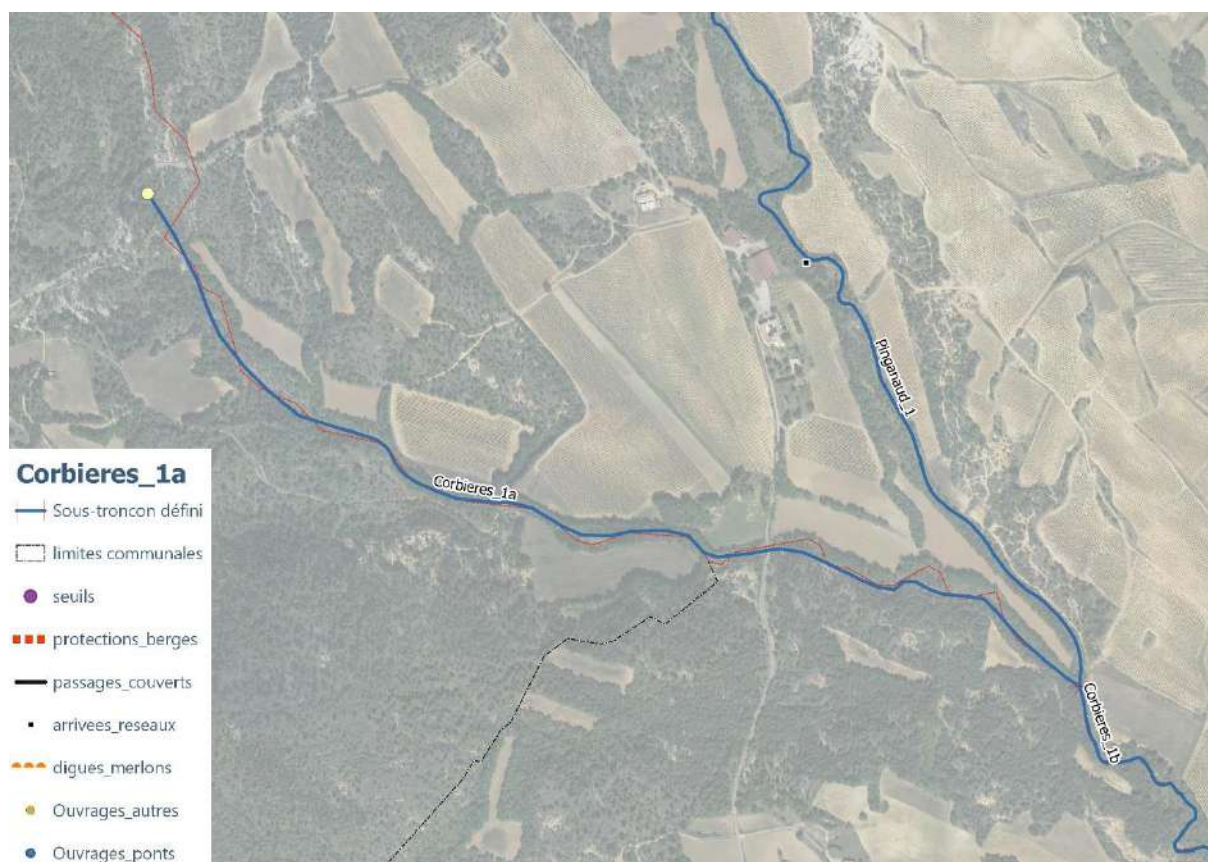 Pinganaud_1
Corbieres_1a
Corbieres_1b
Corbieres_1a
Sous-troncon défini
limites communales
seuils
protections_berges
passages_couverts
arrivees_reseaux
digues_merlons
Ouvrages_autres
Ouvrages_ponts